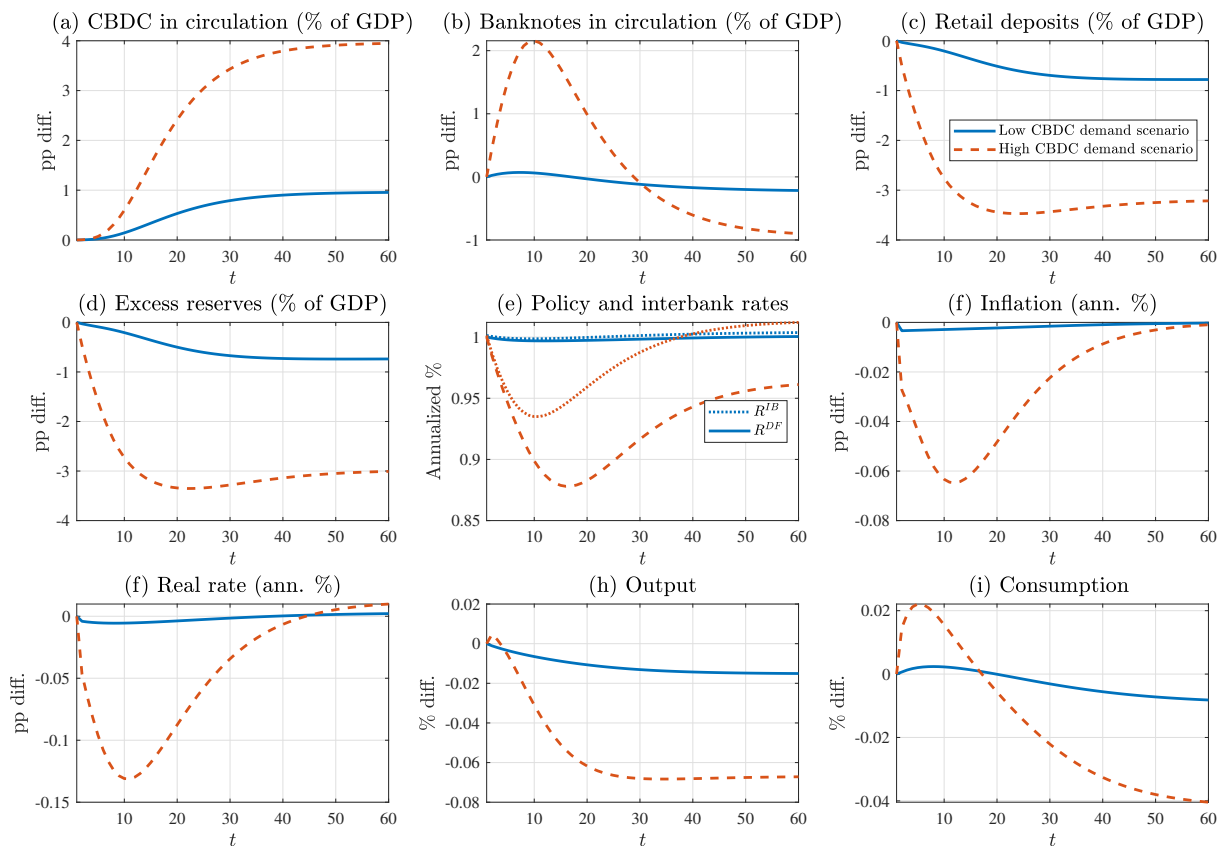 (a) CBDC in circulation (% of GDP)
pp diff.
4
3
2
1
0
10 20 30 40 50 60
t
(b) Banknotes in circulation (% of GDP)
pp diff.
2
1
0
-1
10 20 30 40 50 60
t
(c) Retail deposits (% of GDP)
pp diff.
0
-1
-2
-3
-4
Low CBDC demand scenario
High CBDC demand scenario
10 20 30 40 50 60
t
(d) Excess reserves (% of GDP)
pp diff.
0
-1
-2
-3
-4
10 20 30 40 50 60
t
(e) Policy and interbank rates
Annualized %
1
0.95
0.9
0.85
R^{IB}
R^{DF}
10 20 30 40 50 60
t
(f) Inflation (ann. %)
pp diff.
0
-0.02
-0.04
-0.06
-0.08
10 20 30 40 50 60
t
(f) Real rate (ann. %)
pp diff.
0
-0.05
-0.1
-0.15
10 20 30 40 50 60
t
(h) Output
% diff.
0.02
0
-0.02
-0.04
-0.06
-0.08
10 20 30 40 50 60
t
(i) Consumption
% diff.
0.02
0
-0.02
-0.04
10 20 30 40 50 60
t